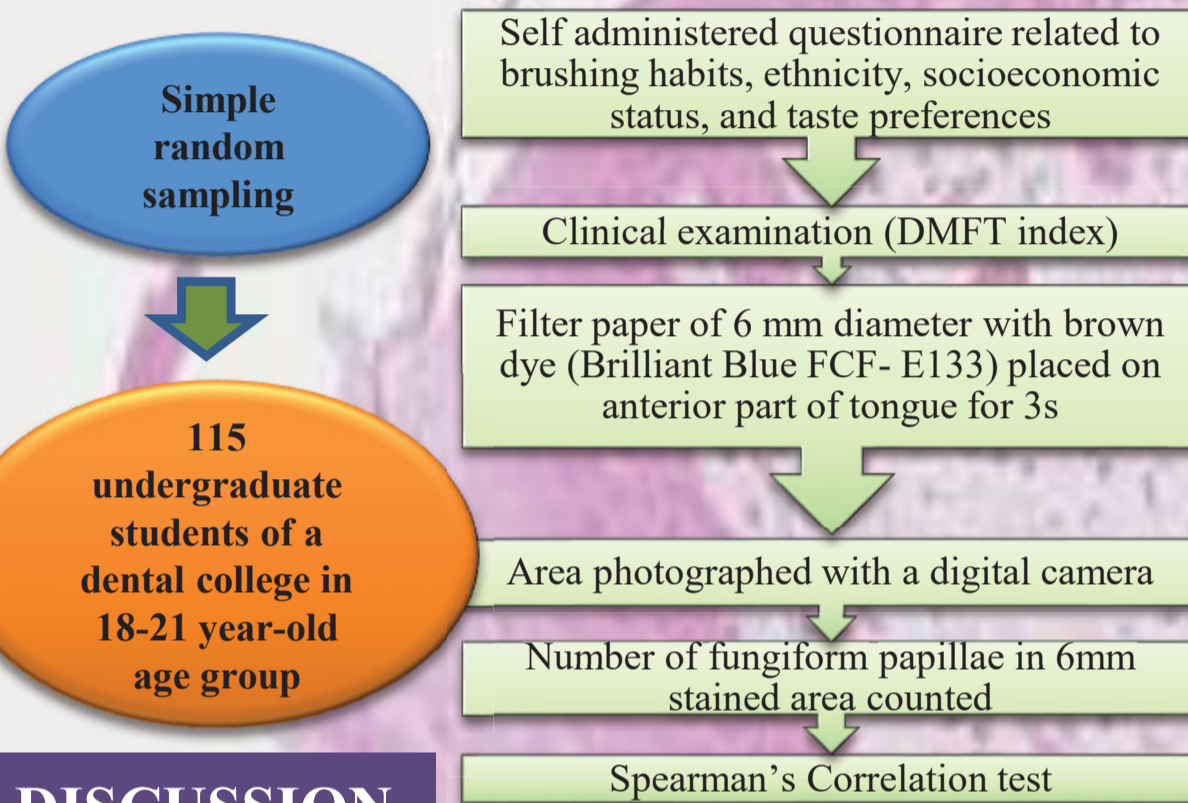 Simple
random
sampling
115
undergraduate
students of a
dental college in
18-21 year-old
age group
DISCUSSION
Self administered questionnaire related to
brushing habits, ethnicity, socioeconomic
status, and taste preferences
Clinical examination (DMFT index)
Filter paper of 6 mm diameter with brown
dye (Brilliant Blue FCF- E133) placed on
anterior part of tongue for 3s
Area photographed with a digital camera
Number of fungiform papillae in 6mm
stained area counted
Spearman's Correlation test